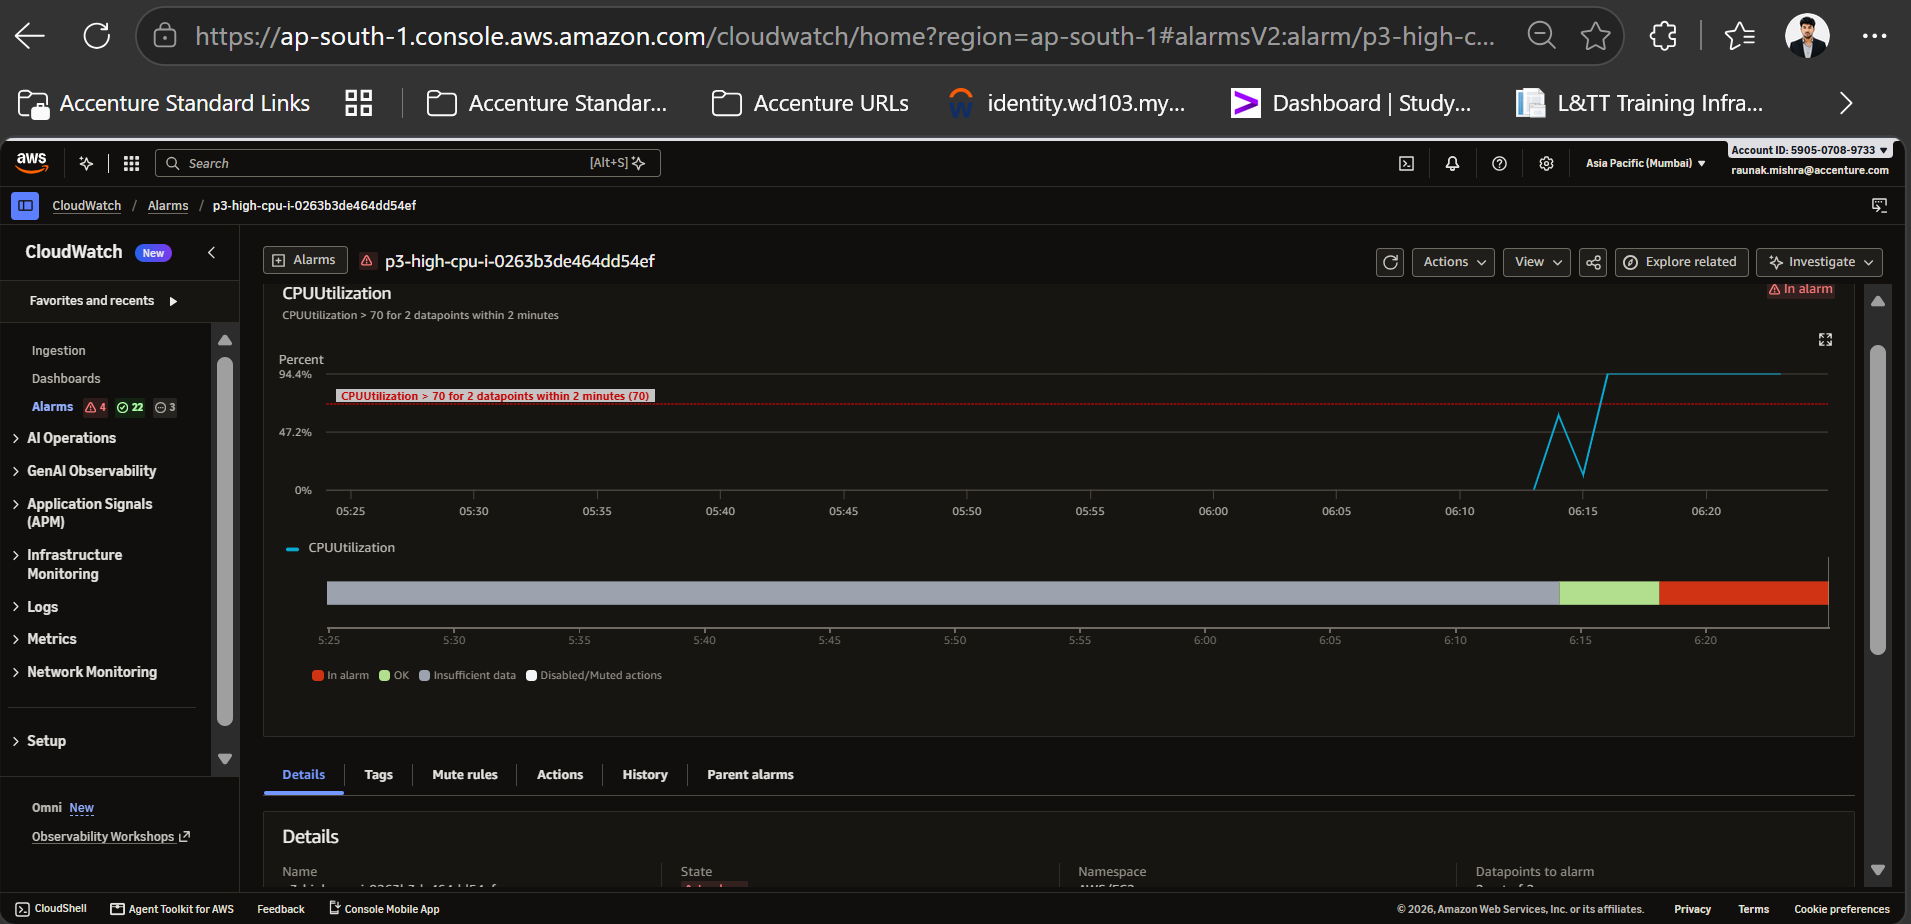 https://ap-south-1.console.aws.amazon.com/cloudwatch/home?region=ap-south-1#alarmsV2:alarm/p3-high-c...
Accenture Standard Links
Accenture Standar...
Accenture URLs
identity.wd103.my...
Dashboard | Study...
L&TT Training Infra...
aws
Search
[Alt+S]
Asia Pacific (Mumbai)
Account ID: 5905-0708-9733
raunak.mishra@accenture.com
CloudWatch / Alarms / p3-high-cpu-i-0263b3de464dd54ef
CloudWatch New
Favorites and recents
Ingestion
Dashboards
Alarms 4 22 3
AI Operations
GenAI Observability
Application Signals
(APM)
Infrastructure
Monitoring
Logs
Metrics
Network Monitoring
Setup
Omni New
Observability Workshops
Alarms
p3-high-cpu-i-0263b3de464dd54ef
Actions
View
Explore related
Investigate
CPUUtilization
In alarm
CPUUtilization > 70 for 2 datapoints within 2 minutes
Percent
94.4%
CPUUtilization > 70 for 2 datapoints within 2 minutes (70)
47.2%
0%
05:25 05:30 05:35 05:40 05:45 05:50 05:55 06:00 06:05 06:10 06:15 06:20
CPUUtilization
5:25 5:30 5:35 5:40 5:45 5:50 5:55 6:00 6:05 6:10 6:15 6:20
In alarm OK Insufficient data Disabled/Muted actions
Details Tags Mute rules Actions History Parent alarms
Details
Name
State
Namespace
Datapoints to alarm
CloudShell
Agent Toolkit for AWS
Feedback
Console Mobile App
© 2026, Amazon Web Services, Inc. or its affiliates.
Privacy
Terms
Cookie preferences